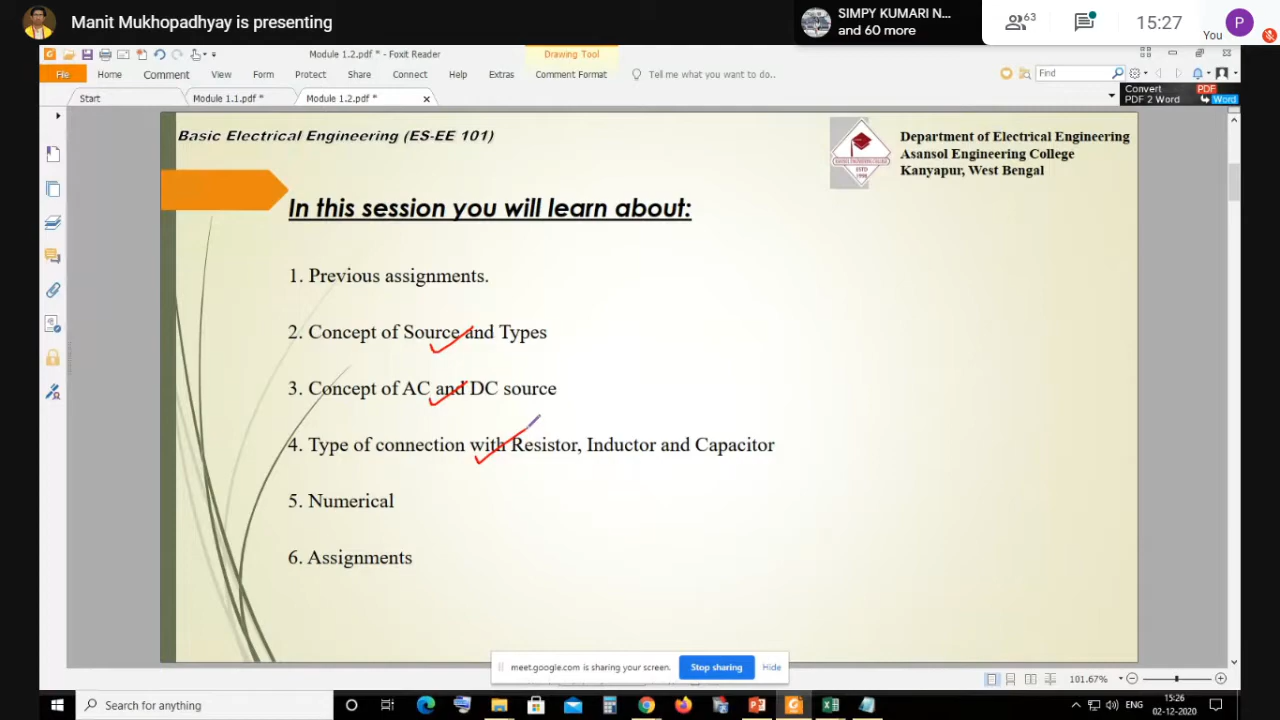 Manit Mukhopadhyay is presenting
SIMPY KUMARI N...
and 60 more
63
15:27
You
P
Module 1.2.pdf * - Foxit Reader
Drawing Tool
File Home Comment View Form Protect Share Connect Help Extras Comment Format Tell me what you want to do.. Find
Start Module 1.1.pdf * Module 1.2.pdf *
Convert PDF
PDF 2 Word Word
Basic Electrical Engineering (ES-EE 101)
Department of Electrical Engineering
Asansol Engineering College
Kanyapur, West Bengal
In this session you will learn about:
1. Previous assignments.
2. Concept of Source and Types
3. Concept of AC and DC source
4. Type of connection with Resistor, Inductor and Capacitor
5. Numerical
6. Assignments
meet.google.com is sharing your screen. Stop sharing Hide
101.67%
Search for anything
ENG
15:26
02-12-2020